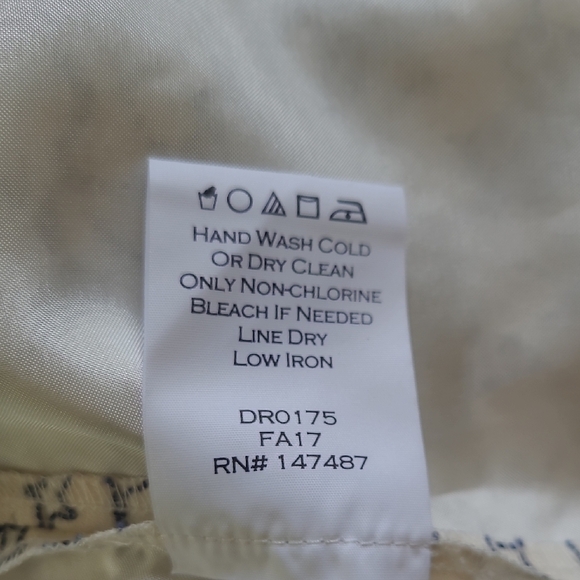 HAND WASH COLD
OR DRY CLEAN
ONLY NON-CHLORINE
BLEACH IF NEEDED
LINE DRY
LOW IRON
DR0175
FA17
RN# 147487